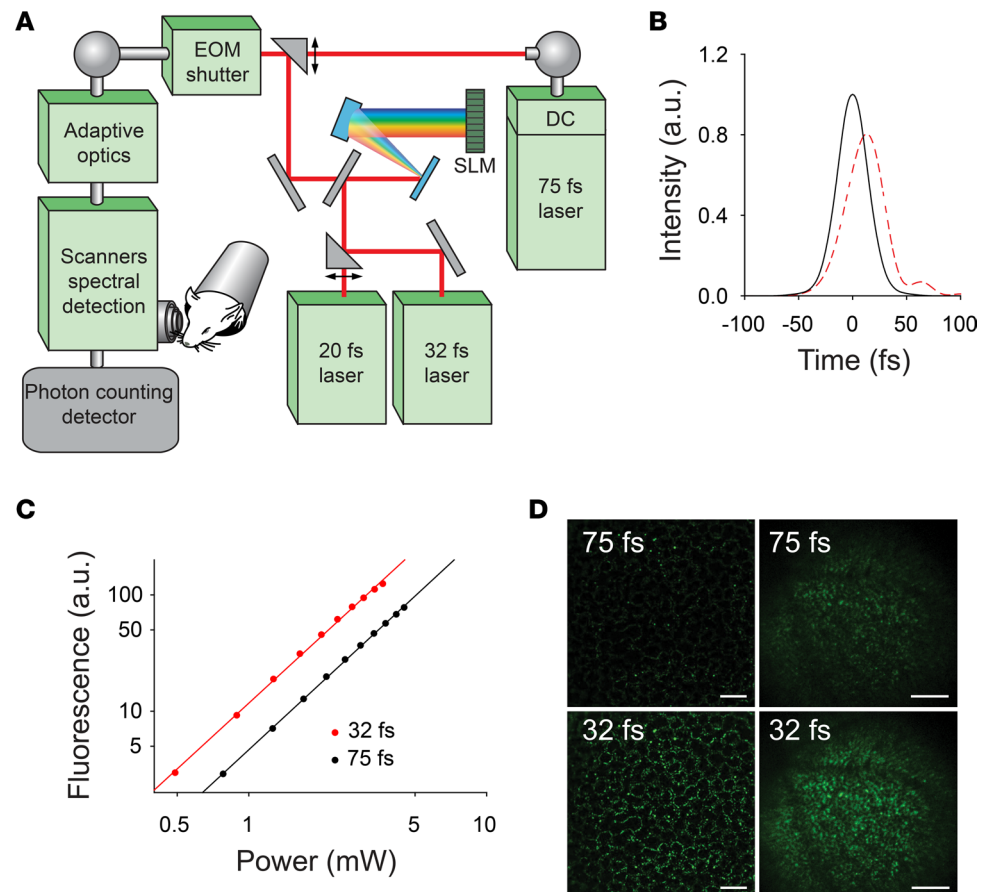 A
EOM
shutter
DC
75 fs
laser
SLM
Adaptive
optics
Scanners
spectral
detection
20 fs
laser
32 fs
laser
Photon counting
detector
B
Intensity (a.u.)
1.2
0.8
0.4
0.0
-100
-50
0
50
100
Time (fs)
C
Fluorescence (a.u.)
100
50
10
5
32 fs
75 fs
0.5
1
5
10
Power (mW)
D
75 fs
75 fs
32 fs
32 fs